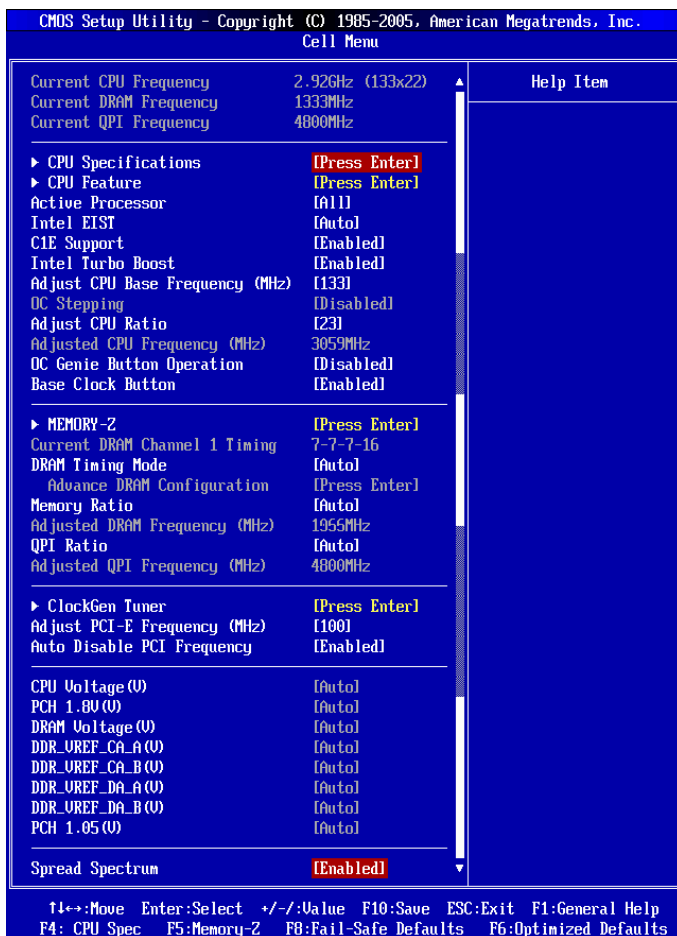 CMOS Setup Utility - Copyright (C) 1985-2005, American Megatrends, Inc.
Cell Menu
Current CPU Frequency 2.92GHz (133x22)
Current DRAM Frequency 1333MHz
Current QPI Frequency 4800MHz
▶ CPU Specifications [Press Enter]
▶ CPU Feature [Press Enter]
Active Processor [All]
Intel EIST [Auto]
C1E Support [Enabled]
Intel Turbo Boost [Enabled]
Adjust CPU Base Frequency (MHz) [133]
OC Stepping [Disabled]
Adjust CPU Ratio [23]
Adjusted CPU Frequency (MHz) 3059MHz
OC Genie Button Operation [Disabled]
Base Clock Button [Enabled]
▶ MEMORY-Z [Press Enter]
Current DRAM Channel 1 Timing 7-7-7-16
DRAM Timing Mode [Auto]
Advance DRAM Configuration [Press Enter]
Memory Ratio [Auto]
Adjusted DRAM Frequency (MHz)
QPI Ratio [Auto]
Adjusted QPI Frequency (MHz) 4800MHz
▶ ClockGen Tuner [Press Enter]
Adjust PCI-E Frequency (MHz) [100]
Auto Disable PCI Frequency [Enabled]
CPU Voltage(V) [Auto]
PCH 1.8V(V) [Auto]
DRAM Voltage(V) [Auto]
DDR_VREF_CA_A(V) [Auto]
DDR_VREF_CA_B(V) [Auto]
DDR_VREF_DA_A(V) [Auto]
DDR_VREF_DA_B(V) [Auto]
PCH 1.05(V) [Auto]
Spread Spectrum [Enabled]
Help Item
↑↓←→:Move Enter:Select +/-/:Value F10:Save ESC:Exit F1:General Help
F4: CPU Spec F5:Memory-Z F8:Fail-Safe Defaults F6:Optimized Defaults